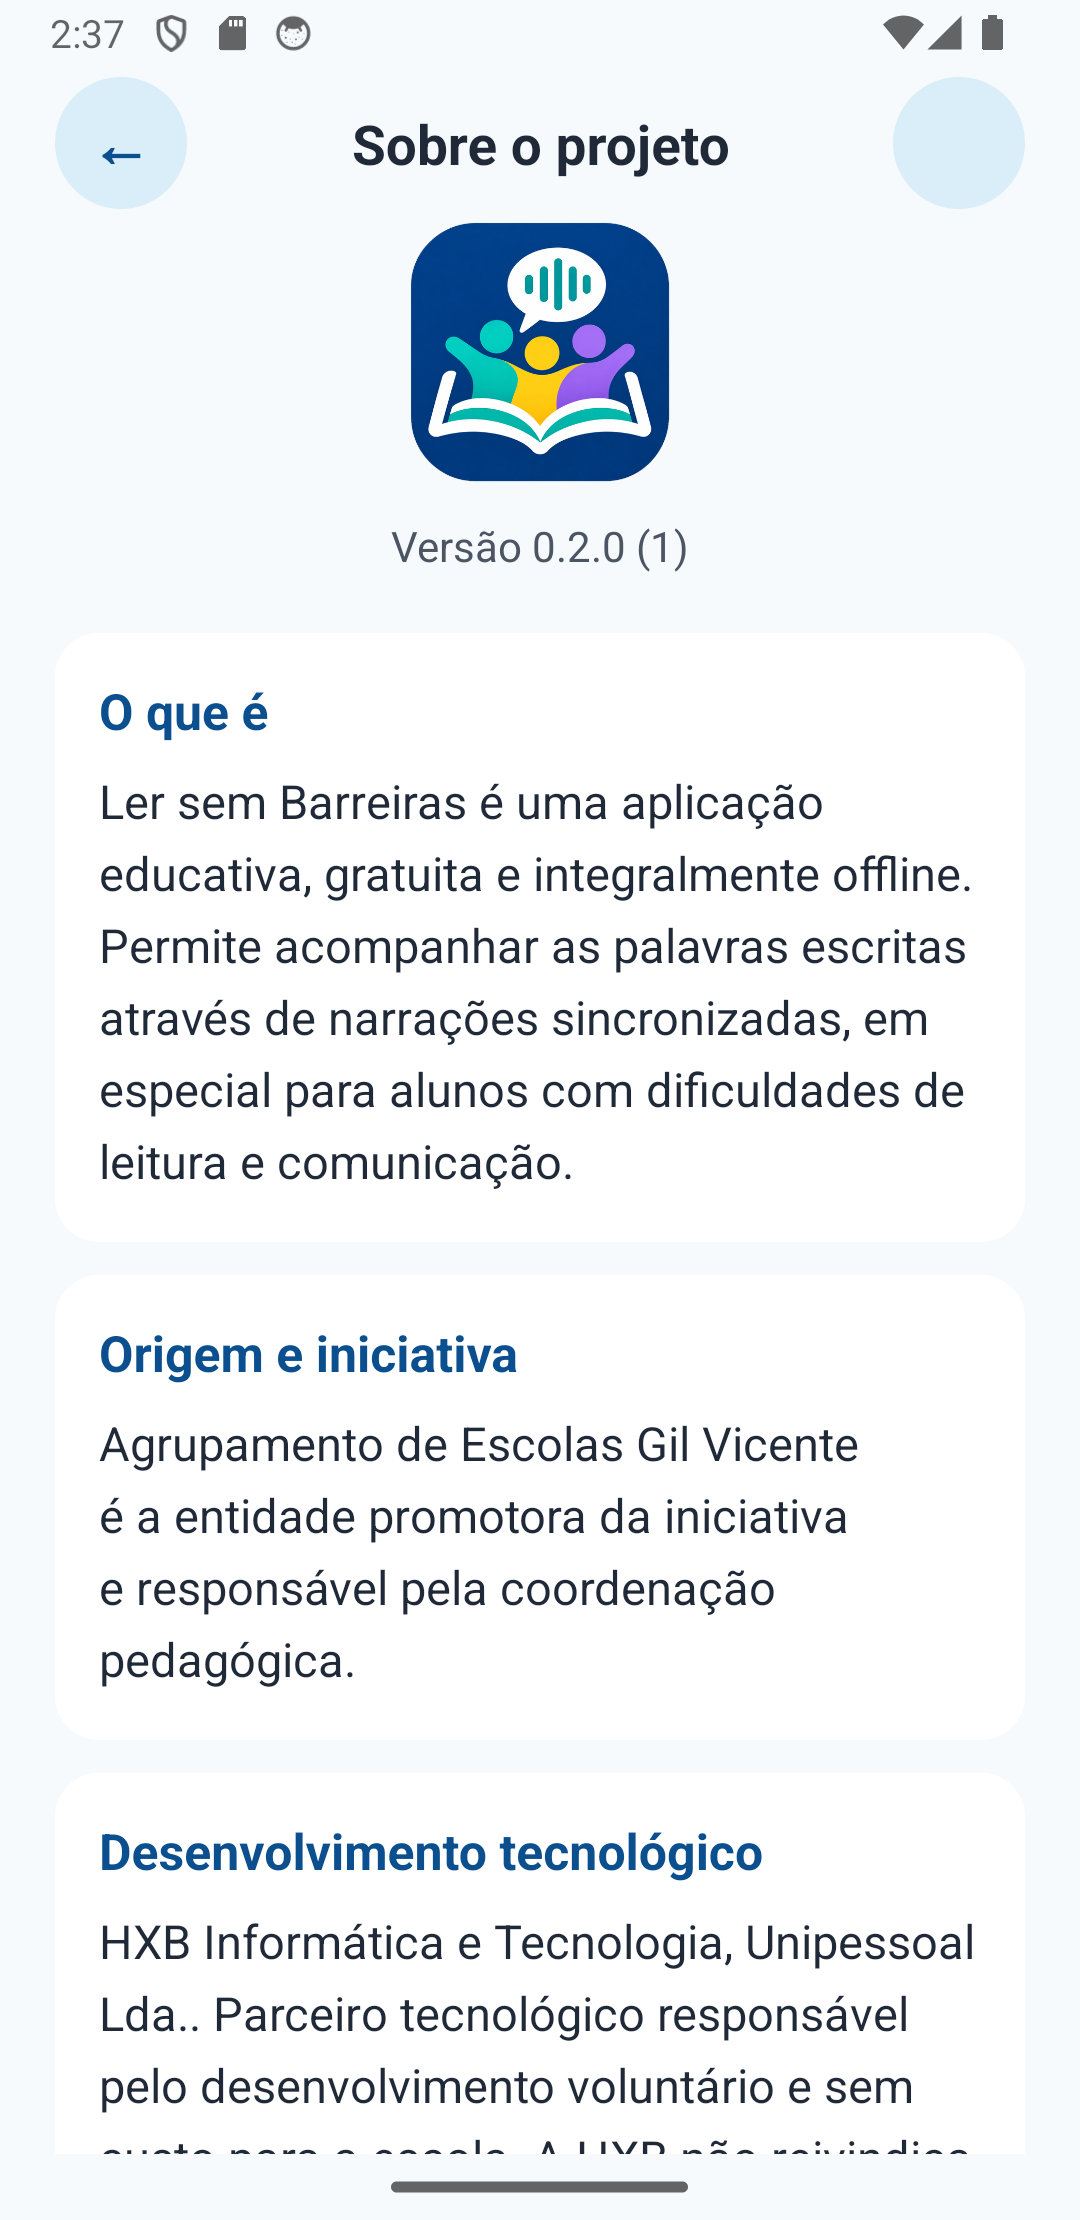 2:37
←
Sobre o projeto
Versão 0.2.0 (1)
O que é
Ler sem Barreiras é uma aplicação
educativa, gratuita e integralmente offline.
Permite acompanhar as palavras escritas
através de narrações sincronizadas, em
especial para alunos com dificuldades de
leitura e comunicação.
Origem e iniciativa
Agrupamento de Escolas Gil Vicente
é a entidade promotora da iniciativa
e responsável pela coordenação
pedagógica.
Desenvolvimento tecnológico
HXB Informática e Tecnologia, Unipessoal
Lda.. Parceiro tecnológico responsável
pelo desenvolvimento voluntário e sem